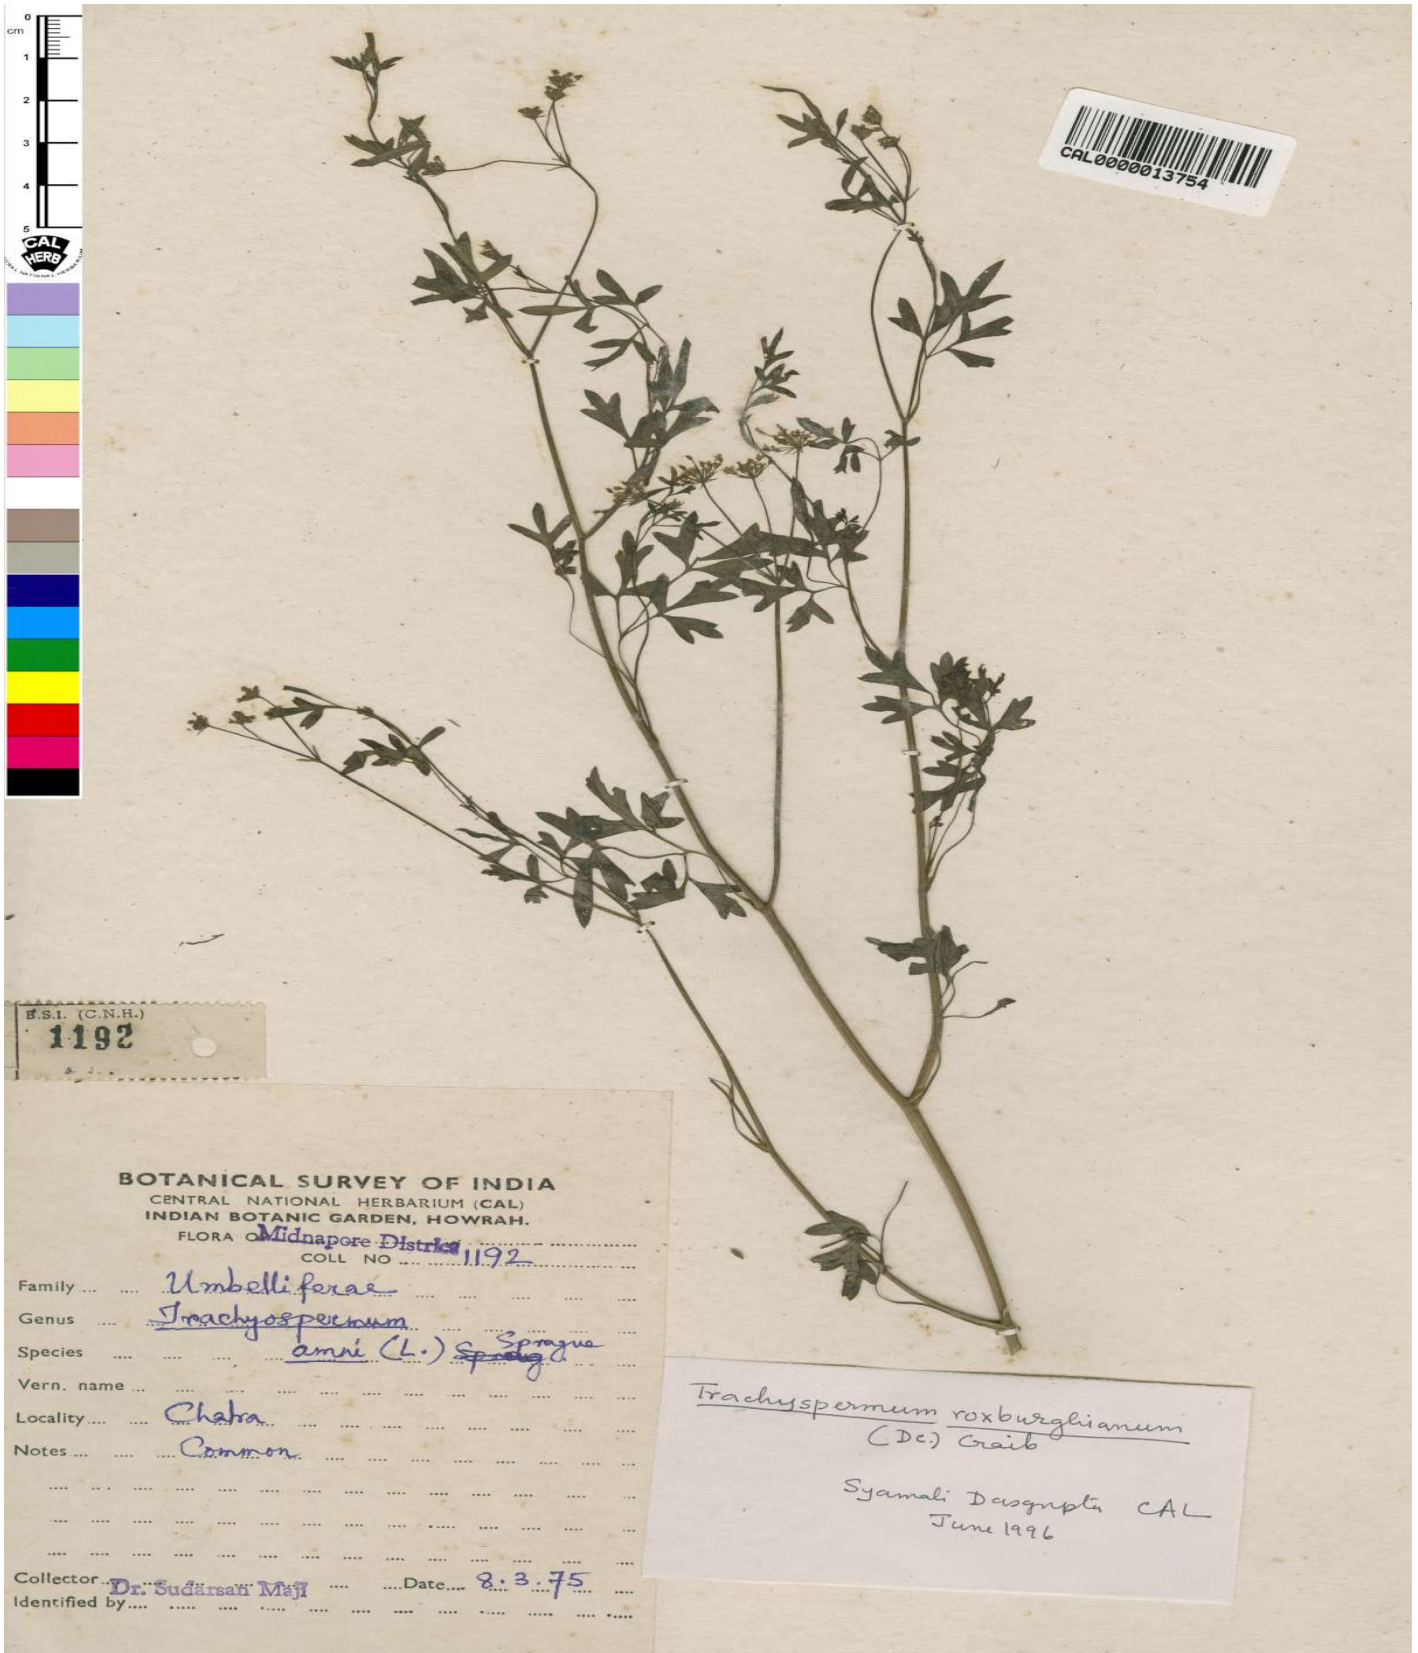 0
cm
1
2
3
4
5
CAL
HERB
CAL0000013754
B.S.I. (C.N.H.)
1192
BOTANICAL SURVEY OF INDIA
CENTRAL NATIONAL HERBARIUM (CAL)
INDIAN BOTANIC GARDEN, HOWRAH.
FLORA OF Midnapore District
COLL NO .... 1192
Family .... Umbelliferae
Genus .... Trachyospermum
Species .... ammi (L.) Sprague
Vern. name ...
Locality .... Chatra
Notes ... Common
Collector Dr. Sudarsan Maji .... Date .... 8.3.75
Identified by ....
Trachyspermum roxburghianum
(DC.) Craib
Syamali Dasgupta CAL
June 1996